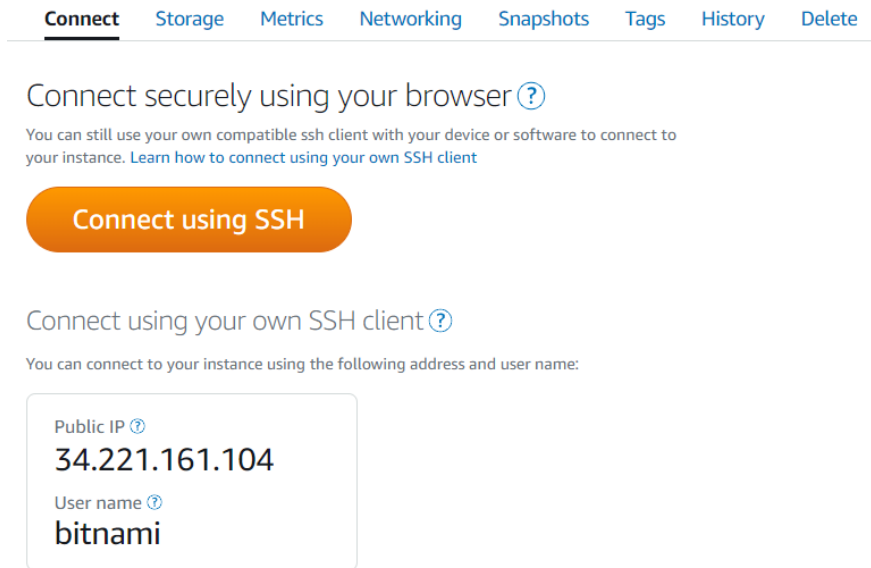 Connect Storage Metrics Networking Snapshots Tags History Delete
Connect securely using your browser ?
You can still use your own compatible ssh client with your device or software to connect to
your instance. Learn how to connect using your own SSH client
Connect using SSH
Connect using your own SSH client ?
You can connect to your instance using the following address and user name:
Public IP ?
34.221.161.104
User name ?
bitnami